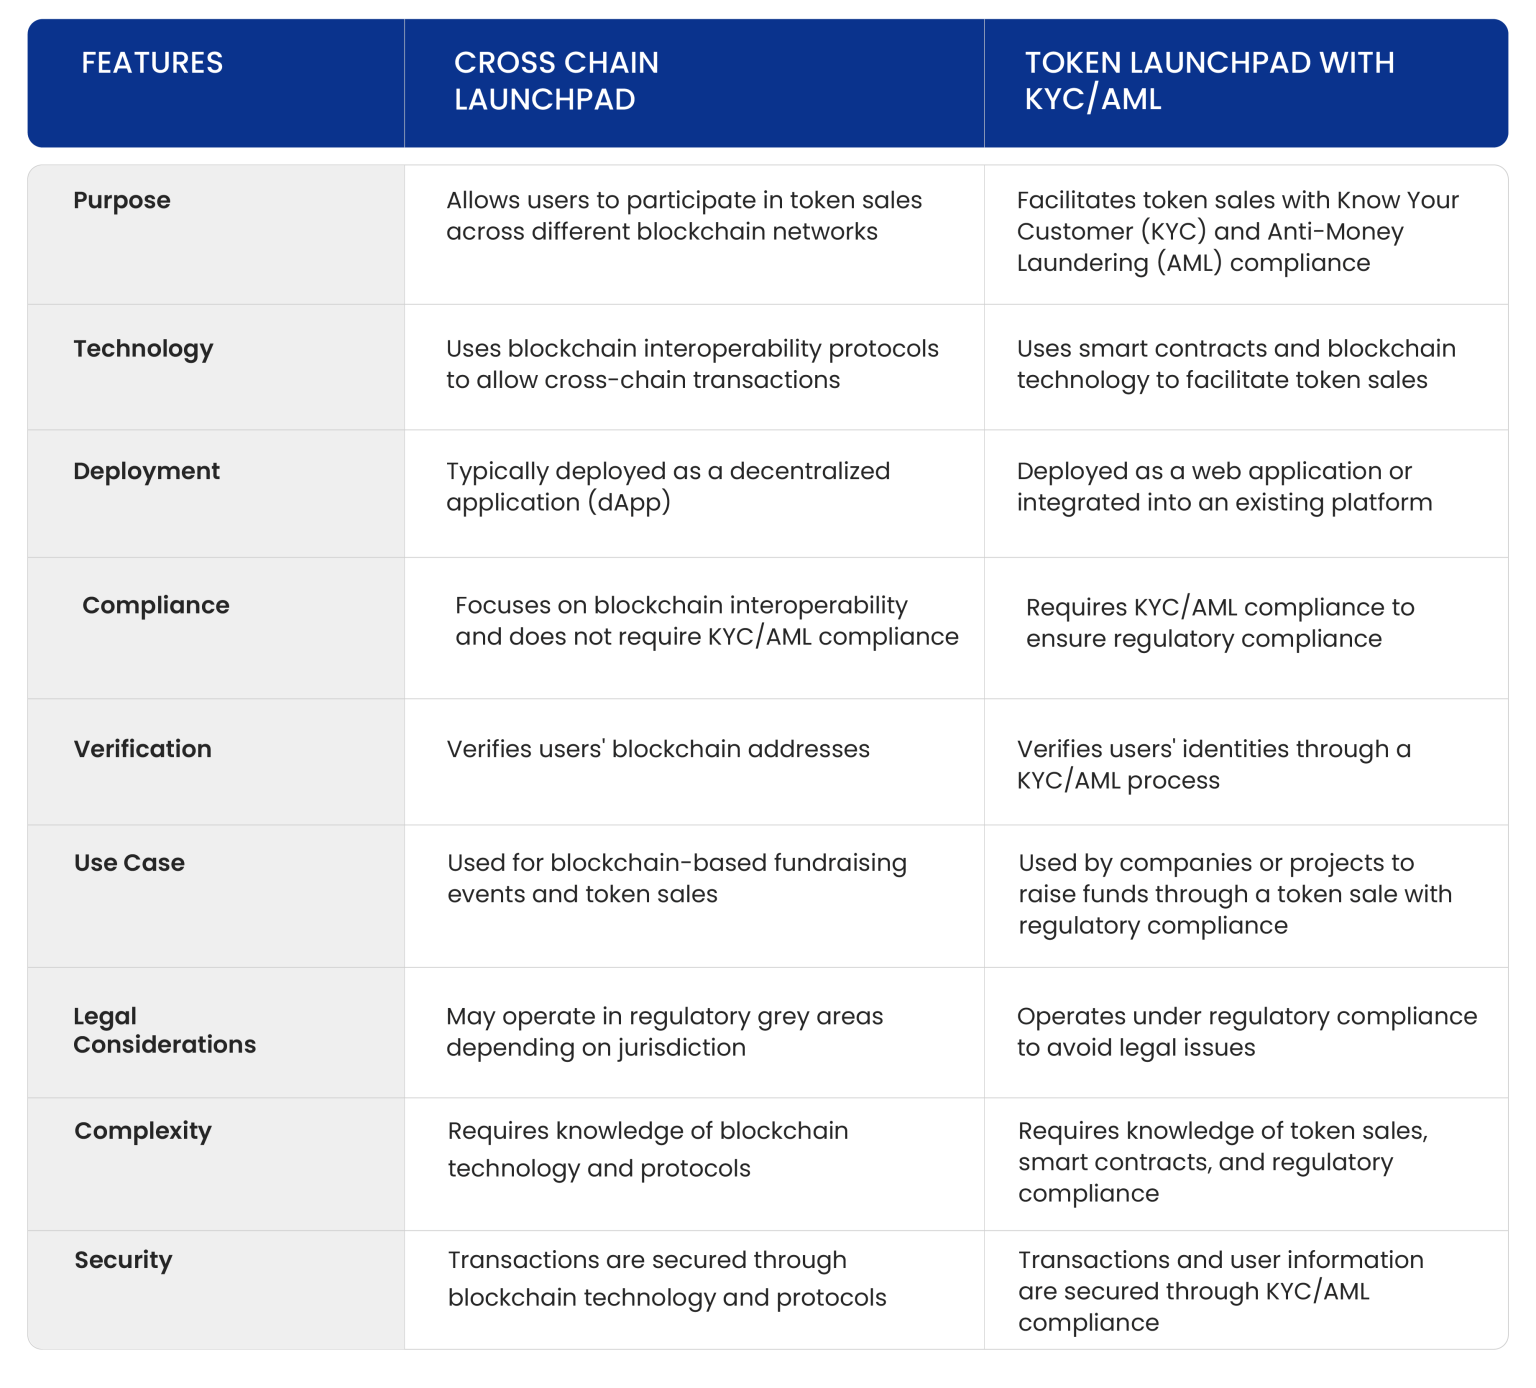 FEATURES
CROSS CHAIN
LAUNCHPAD
TOKEN LAUNCHPAD WITH
KYC/AML
Purpose
Allows users to participate in token sales
across different blockchain networks
Facilitates token sales with Know Your
Customer (KYC) and Anti-Money
Laundering (AML) compliance
Technology
Uses blockchain interoperability protocols
to allow cross-chain transactions
Uses smart contracts and blockchain
technology to facilitate token sales
Deployment
Typically deployed as a decentralized
application (dApp)
Deployed as a web application or
integrated into an existing platform
Compliance
Focuses on blockchain interoperability
and does not require KYC/AML compliance
Requires KYC/AML compliance to
ensure regulatory compliance
Verification
Verifies users' blockchain addresses
Verifies users' identities through a
KYC/AML process
Use Case
Used for blockchain-based fundraising
events and token sales
Used by companies or projects to
raise funds through a token sale with
regulatory compliance
Legal
Considerations
May operate in regulatory grey areas
depending on jurisdiction
Operates under regulatory compliance
to avoid legal issues
Complexity
Requires knowledge of blockchain
technology and protocols
Requires knowledge of token sales,
smart contracts, and regulatory
compliance
Security
Transactions are secured through
blockchain technology and protocols
Transactions and user information
are secured through KYC/AML
compliance